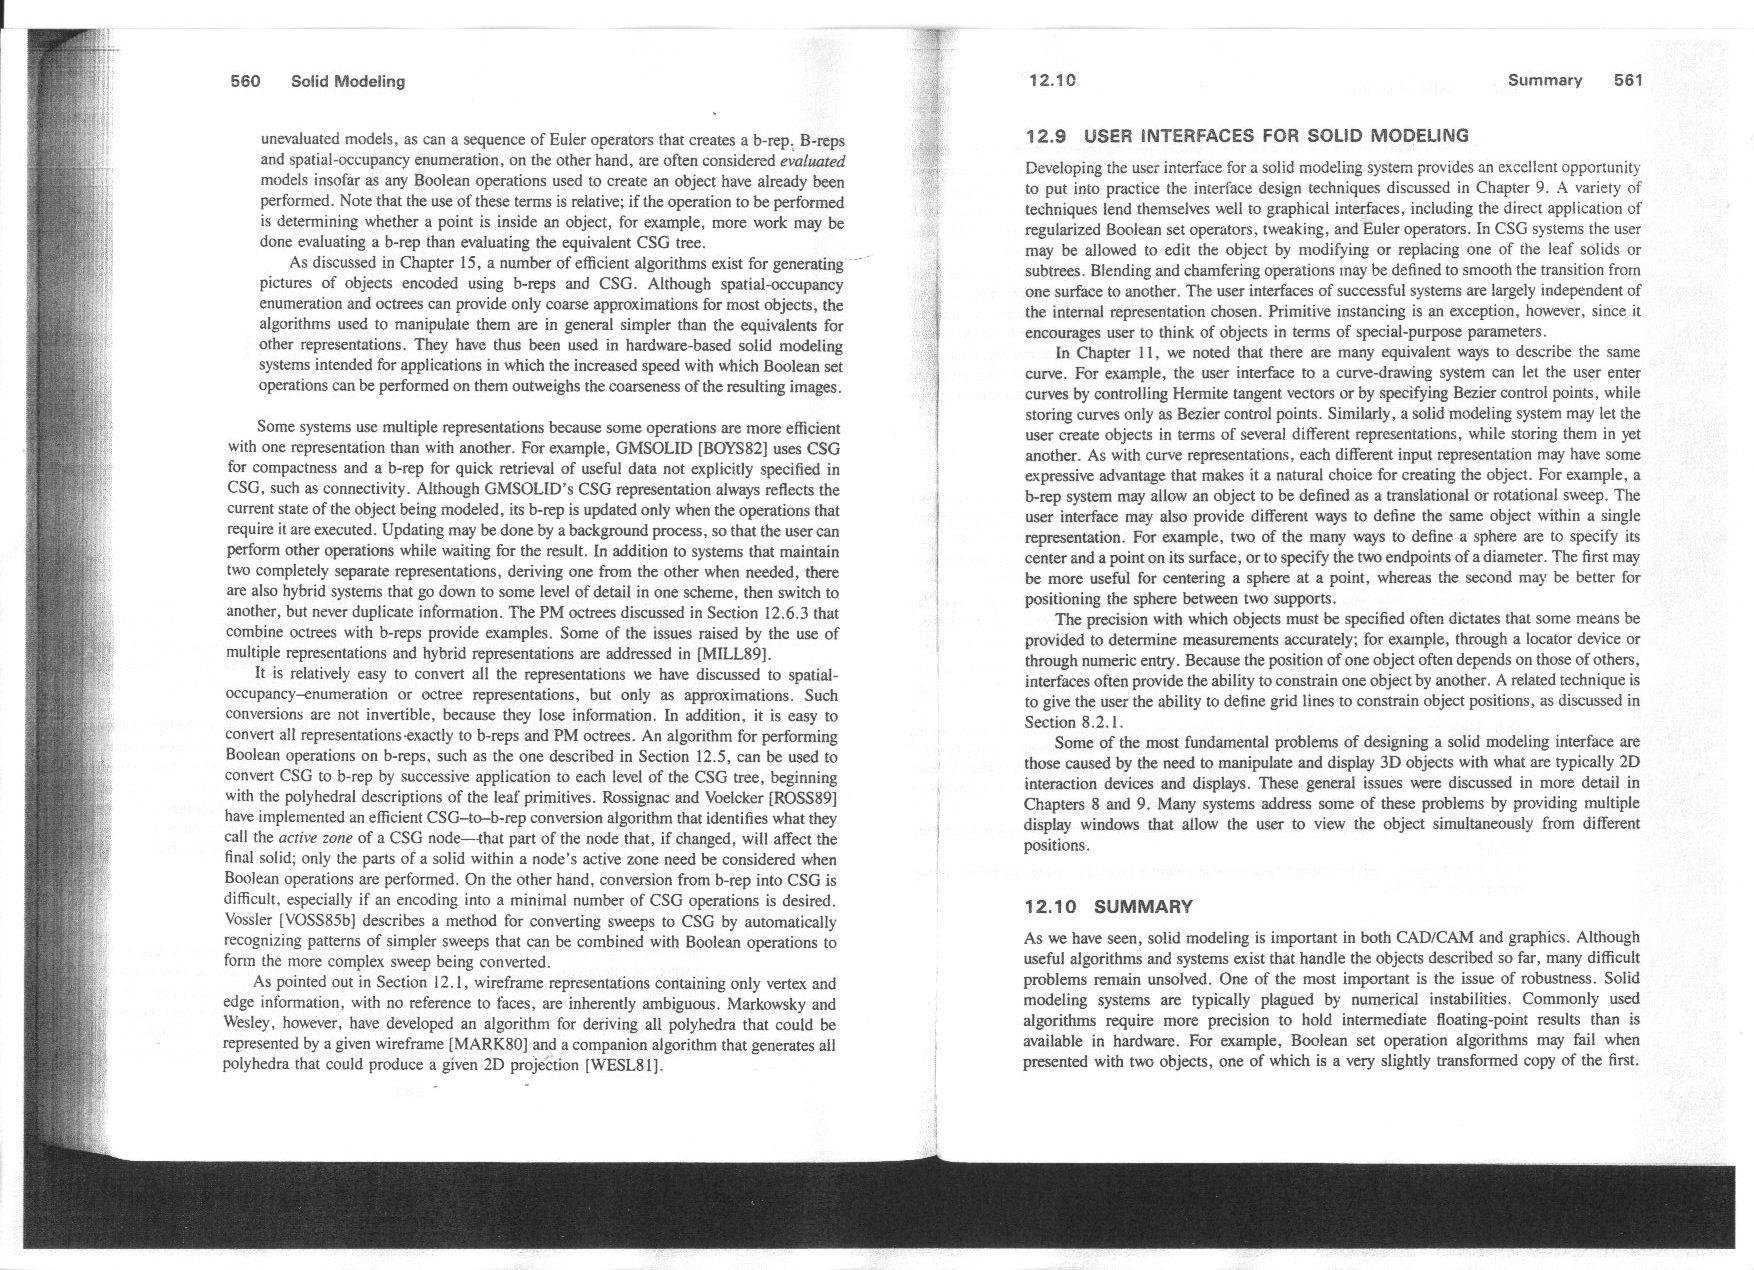 560 Solid Modeling
unevaluated models, as can a sequence of Euler operators that creates a b-rep. B-reps
and spatial-occupancy enumeration, on the other hand, are often considered evaluated
models insofar as any Boolean operations used to create an object have already been
performed. Note that the use of these terms is relative; if the operation to be performed
is determining whether a point is inside an object, for example, more work may be
done evaluating a b-rep than evaluating the equivalent CSG tree.
As discussed in Chapter 15, a number of efficient algorithms exist for generating
pictures of objects encoded using b-reps and CSG. Although spatial-occupancy
enumeration and octrees can provide only coarse approximations for most objects, the
algorithms used to manipulate them are in general simpler than the equivalents for
other representations. They have thus been used in hardware-based solid modeling
systems intended for applications in which the increased speed with which Boolean set
operations can be performed on them outweighs the coarseness of the resulting images.
Some systems use multiple representations because some operations are more efficient
with one representation than with another. For example, GMSOLID [BOYS82] uses CSG
for compactness and a b-rep for quick retrieval of useful data not explicitly specified in
CSG, such as connectivity. Although GMSOLID's CSG representation always reflects the
current state of the object being modeled, its b-rep is updated only when the operations that
require it are executed. Updating may be done by a background process, so that the user can
perform other operations while waiting for the result. In addition to systems that maintain
two completely separate representations, deriving one from the other when needed, there
are also hybrid systems that go down to some level of detail in one scheme, then switch to
another, but never duplicate information. The PM octrees discussed in Section 12.6.3 that
combine octrees with b-reps provide examples. Some of the issues raised by the use of
multiple representations and hybrid representations are addressed in [MILL89].
It is relatively easy to convert all the representations we have discussed to spatial-
occupancy–enumeration or octree representations, but only as approximations. Such
conversions are not invertible, because they lose information. In addition, it is easy to
convert all representations exactly to b-reps and PM octrees. An algorithm for performing
Boolean operations on b-reps, such as the one described in Section 12.5, can be used to
convert CSG to b-rep by successive application to each level of the CSG tree, beginning
with the polyhedral descriptions of the leaf primitives. Rossignac and Voelcker [ROSS89]
have implemented an efficient CSG–to–b-rep conversion algorithm that identifies what they
call the active zone of a CSG node—that part of the node that, if changed, will affect the
final solid; only the parts of a solid within a node's active zone need be considered when
Boolean operations are performed. On the other hand, conversion from b-rep into CSG is
difficult, especially if an encoding into a minimal number of CSG operations is desired.
Vossler [VOSS85b] describes a method for converting sweeps to CSG by automatically
recognizing patterns of simpler sweeps that can be combined with Boolean operations to
form the more complex sweep being converted.
As pointed out in Section 12.1, wireframe representations containing only vertex and
edge information, with no reference to faces, are inherently ambiguous. Markowsky and
Wesley, however, have developed an algorithm for deriving all polyhedra that could be
represented by a given wireframe [MARK80] and a companion algorithm that generates all
polyhedra that could produce a given 2D projection [WESL81].
12.10 Summary 561
12.9 USER INTERFACES FOR SOLID MODELING
Developing the user interface for a solid modeling system provides an excellent opportunity
to put into practice the interface design techniques discussed in Chapter 9. A variety of
techniques lend themselves well to graphical interfaces, including the direct application of
regularized Boolean set operators, tweaking, and Euler operators. In CSG systems the user
may be allowed to edit the object by modifying or replacing one of the leaf solids or
subtrees. Blending and chamfering operations may be defined to smooth the transition from
one surface to another. The user interfaces of successful systems are largely independent of
the internal representation chosen. Primitive instancing is an exception, however, since it
encourages user to think of objects in terms of special-purpose parameters.
In Chapter 11, we noted that there are many equivalent ways to describe the same
curve. For example, the user interface to a curve-drawing system can let the user enter
curves by controlling Hermite tangent vectors or by specifying Bezier control points, while
storing curves only as Bezier control points. Similarly, a solid modeling system may let the
user create objects in terms of several different representations, while storing them in yet
another. As with curve representations, each different input representation may have some
expressive advantage that makes it a natural choice for creating the object. For example, a
b-rep system may allow an object to be defined as a translational or rotational sweep. The
user interface may also provide different ways to define the same object within a single
representation. For example, two of the many ways to define a sphere are to specify its
center and a point on its surface, or to specify the two endpoints of a diameter. The first may
be more useful for centering a sphere at a point, whereas the second may be better for
positioning the sphere between two supports.
The precision with which objects must be specified often dictates that some means be
provided to determine measurements accurately; for example, through a locator device or
through numeric entry. Because the position of one object often depends on those of others,
interfaces often provide the ability to constrain one object by another. A related technique is
to give the user the ability to define grid lines to constrain object positions, as discussed in
Section 8.2.1.
Some of the most fundamental problems of designing a solid modeling interface are
those caused by the need to manipulate and display 3D objects with what are typically 2D
interaction devices and displays. These general issues were discussed in more detail in
Chapters 8 and 9. Many systems address some of these problems by providing multiple
display windows that allow the user to view the object simultaneously from different
positions.
12.10 SUMMARY
As we have seen, solid modeling is important in both CAD/CAM and graphics. Although
useful algorithms and systems exist that handle the objects described so far, many difficult
problems remain unsolved. One of the most important is the issue of robustness. Solid
modeling systems are typically plagued by numerical instabilities. Commonly used
algorithms require more precision to hold intermediate floating-point results than is
available in hardware. For example, Boolean set operation algorithms may fail when
presented with two objects, one of which is a very slightly transformed copy of the first.